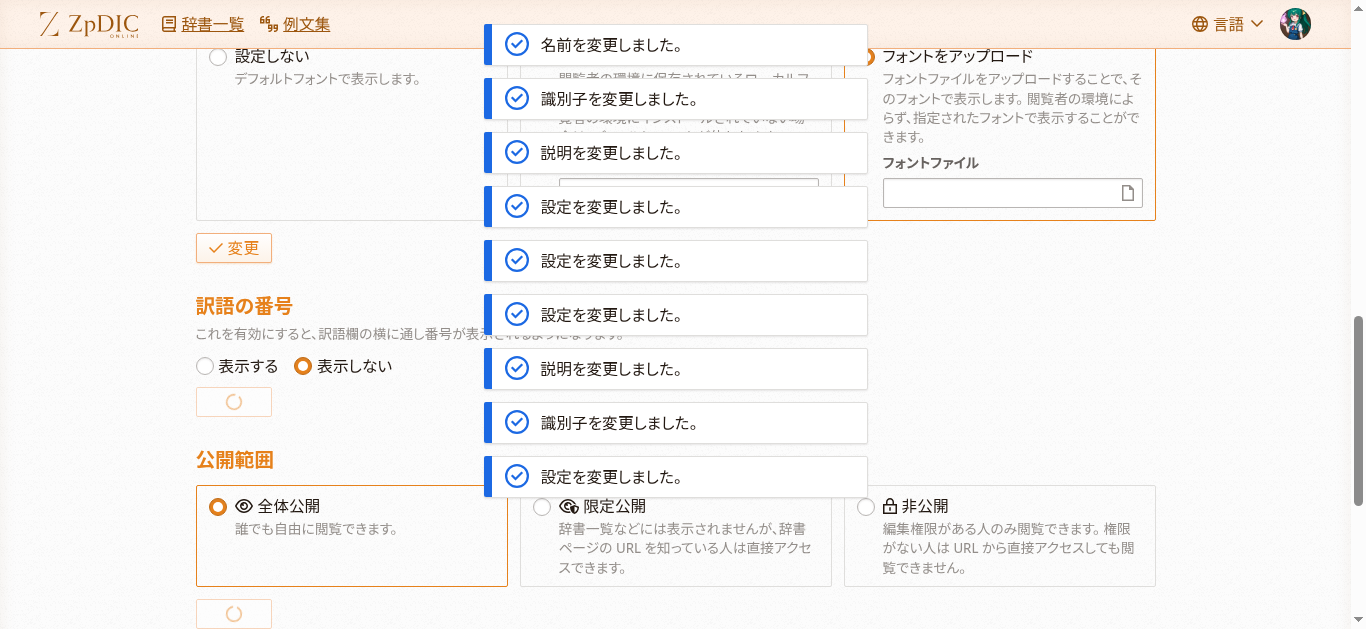 ZpDIC
ONLINE
辞書一覧
例文集
言語
設定しない
デフォルトフォントで表示します。
フォントをアップロード
フォントファイルをアップロードすることで、そ
のフォントで表示します。閲覧者の環境によ
らず、指定されたフォントで表示することがで
きます。
フォントファイル
名前を変更しました。
識別子を変更しました。
説明を変更しました。
設定を変更しました。
設定を変更しました。
設定を変更しました。
説明を変更しました。
識別子を変更しました。
設定を変更しました。
変更
訳語の番号
これを有効にすると、訳語欄の横に通し番号が表示されるようになります。
表示する
表示しない
公開範囲
全体公開
誰でも自由に閲覧できます。
限定公開
辞書一覧などには表示されませんが、辞書
ページの URL を知っている人は直接アクセ
スできます。
非公開
編集権限がある人のみ閲覧できます。権限
がない人は URL から直接アクセスしても閲
覧できません。